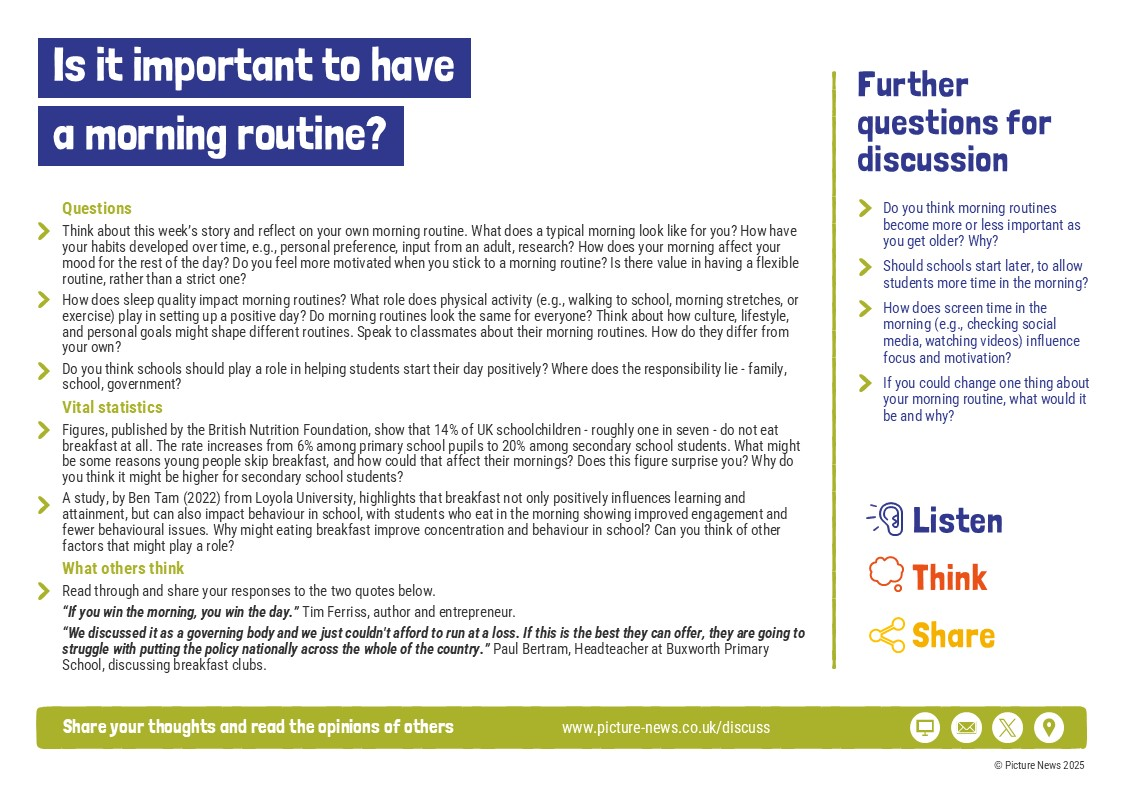 Is it important to have
a morning routine?
Questions
Think about this week's story and reflect on your own morning routine. What does a typical morning look like for you? How have
your habits developed over time, e.g., personal preference, input from an adult, research? How does your morning affect your
mood for the rest of the day? Do you feel more motivated when you stick to a morning routine? Is there value in having a flexible
routine, rather than a strict one?
How does sleep quality impact morning routines? What role does physical activity (e.g., walking to school, morning stretches, or
exercise) play in setting up a positive day? Do morning routines look the same for everyone? Think about how culture, lifestyle,
and personal goals might shape different routines. Speak to classmates about their morning routines. How do they differ from
your own?
Do you think schools should play a role in helping students start their day positively? Where does the responsibility lie - family,
school, government?
Vital statistics
Figures, published by the British Nutrition Foundation, show that 14% of UK schoolchildren - roughly one in seven - do not eat
breakfast at all. The rate increases from 6% among primary school pupils to 20% among secondary school students. What might
be some reasons young people skip breakfast, and how could that affect their mornings? Does this figure surprise you? Why do
you think it might be higher for secondary school students?
A study, by Ben Tam (2022) from Loyola University, highlights that breakfast not only positively influences learning and
attainment, but can also impact behaviour in school, with students who eat in the morning showing improved engagement and
fewer behavioural issues. Why might eating breakfast improve concentration and behaviour in school? Can you think of other
factors that might play a role?
What others think
Read through and share your responses to the two quotes below.
“If you win the morning, you win the day.” Tim Ferriss, author and entrepreneur.
“We discussed it as a governing body and we just couldn't afford to run at a loss. If this is the best they can offer, they are going to
struggle with putting the policy nationally across the whole of the country.” Paul Bertram, Headteacher at Buxworth Primary
School, discussing breakfast clubs.
Further
questions for
discussion
Do you think morning routines
become more or less important as
you get older? Why?
Should schools start later, to allow
students more time in the morning?
How does screen time in the
morning (e.g., checking social
media, watching videos) influence
focus and motivation?
If you could change one thing about
your morning routine, what would it
be and why?
Listen
Think
Share
Share your thoughts and read the opinions of others
www.picture-news.co.uk/discuss
© Picture News 2025